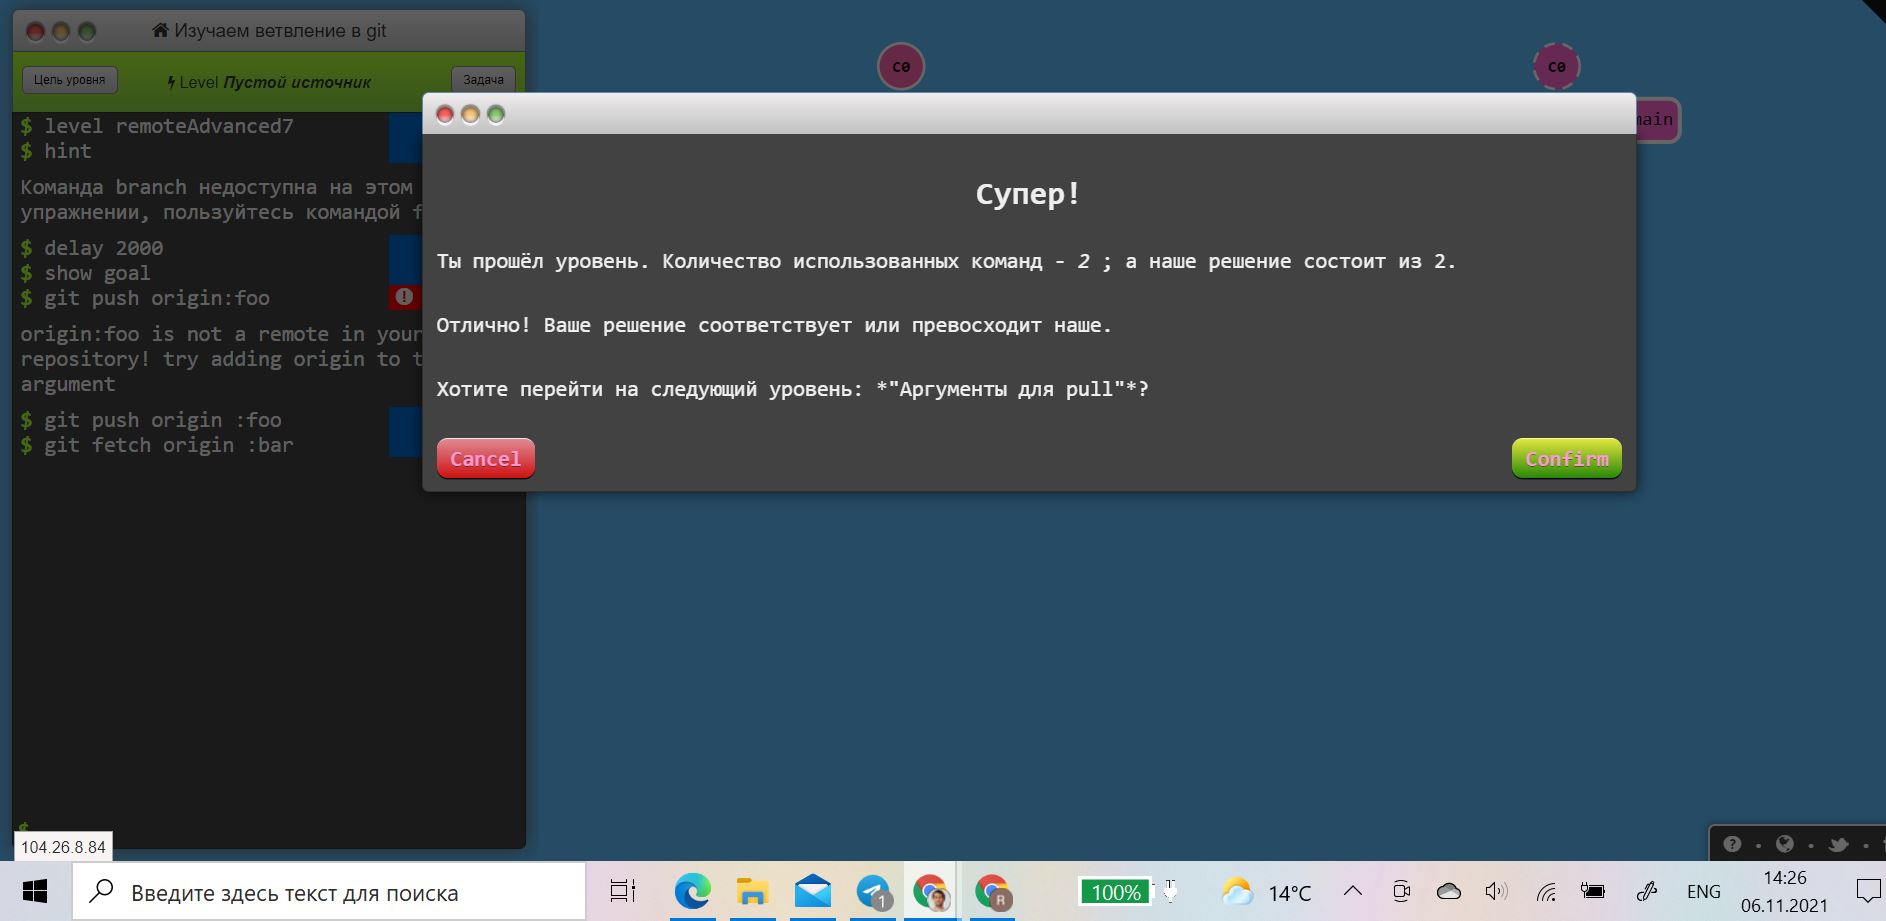 Изучаем ветвление в git
Цель уровня
Level Пустой источник
Задача
C0
C0
main
$ level remoteAdvanced7
$ hint
Команда branch недоступна на этом
упражнении, пользуйтесь командой f
$ delay 2000
$ show goal
$ git push origin:foo
origin:foo is not a remote in your
repository! try adding origin to t
argument
$ git push origin :foo
$ git fetch origin :bar
$
Супер!
Ты прошёл уровень. Количество использованных команд - 2 ; а наше решение состоит из 2.
Отлично! Ваше решение соответствует или превосходит наше.
Хотите перейти на следующий уровень: *"Аргументы для pull"*?
Cancel
Confirm
104.26.8.84
Введите здесь текст для поиска
1
R
100%
14°C
ENG
14:26
06.11.2021